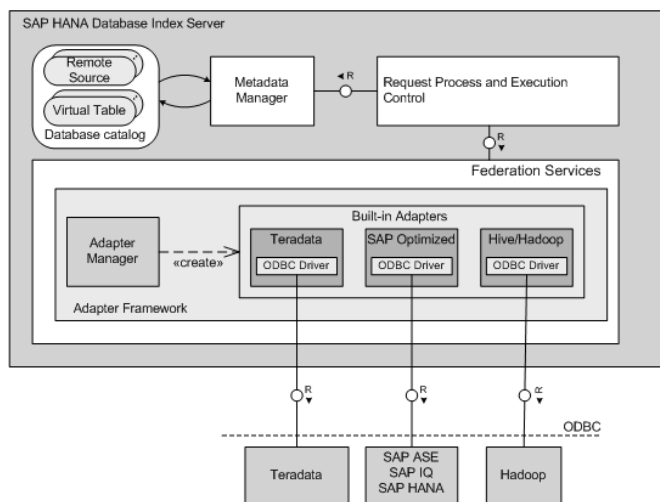 SAP HANA Database Index Server
Remote
Source
Virtual Table
Database catalog
Metadata
Manager
R
Request Process and Execution
Control
R
Federation Services
Built-in Adapters
Adapter
Manager
«create»
Teradata
ODBC Driver
SAP Optimized
ODBC Driver
Hive/Hadoop
ODBC Driver
Adapter Framework
R
R
R
ODBC
Teradata
SAP ASE
SAP IQ
SAP HANA
Hadoop